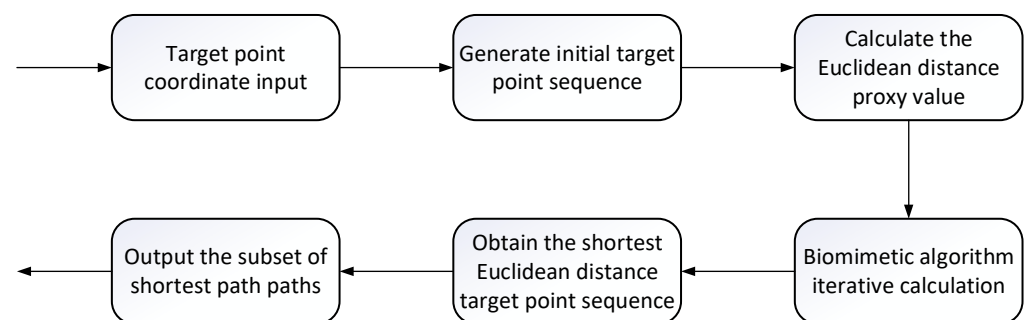 Target point
coordinate input
Generate initial target
point sequence
Calculate the
Euclidean distance
proxy value
Biomimetic algorithm
iterative calculation
Obtain the shortest
Euclidean distance
target point sequence
Output the subset of
shortest path paths